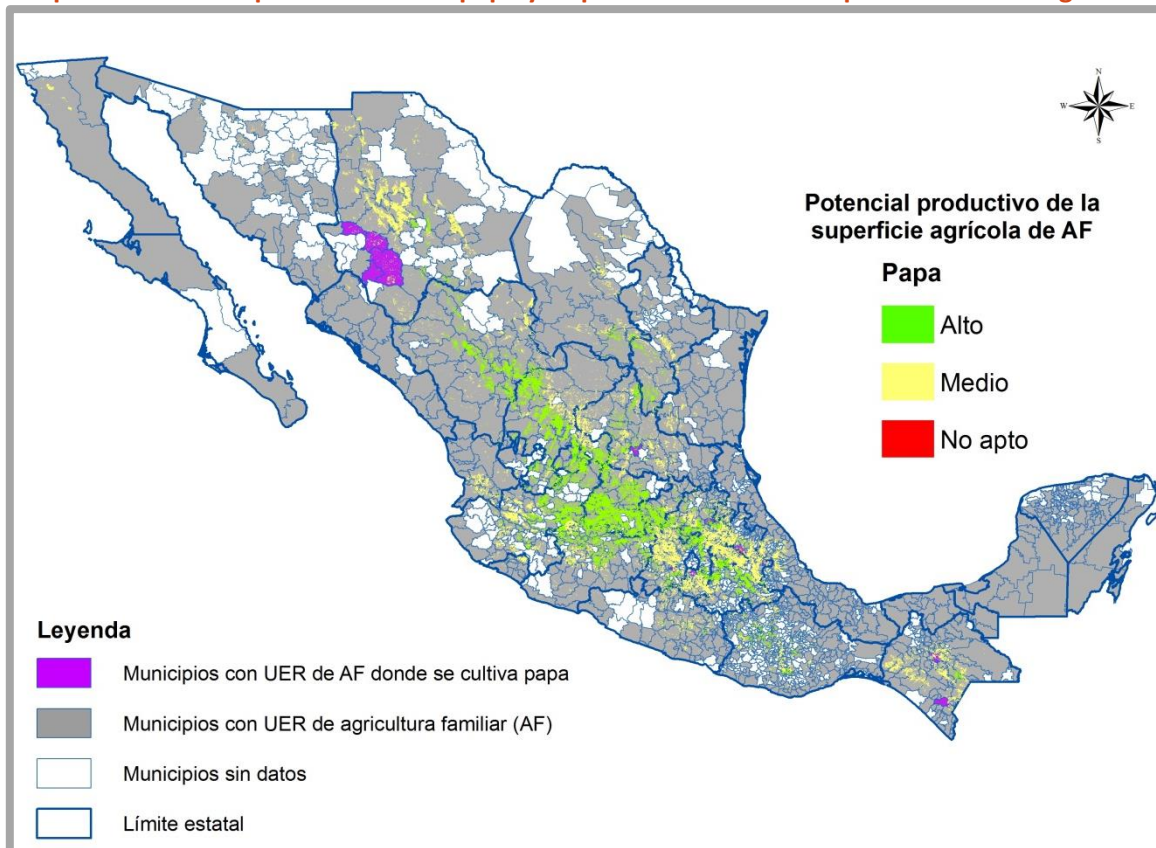 N
W E
S
Potencial productivo de la
superficie agrícola de AF
Papa
Alto
Medio
No apto
Leyenda
Municipios con UER de AF donde se cultiva papa
Municipios con UER de agricultura familiar (AF)
Municipios sin datos
Límite estatal